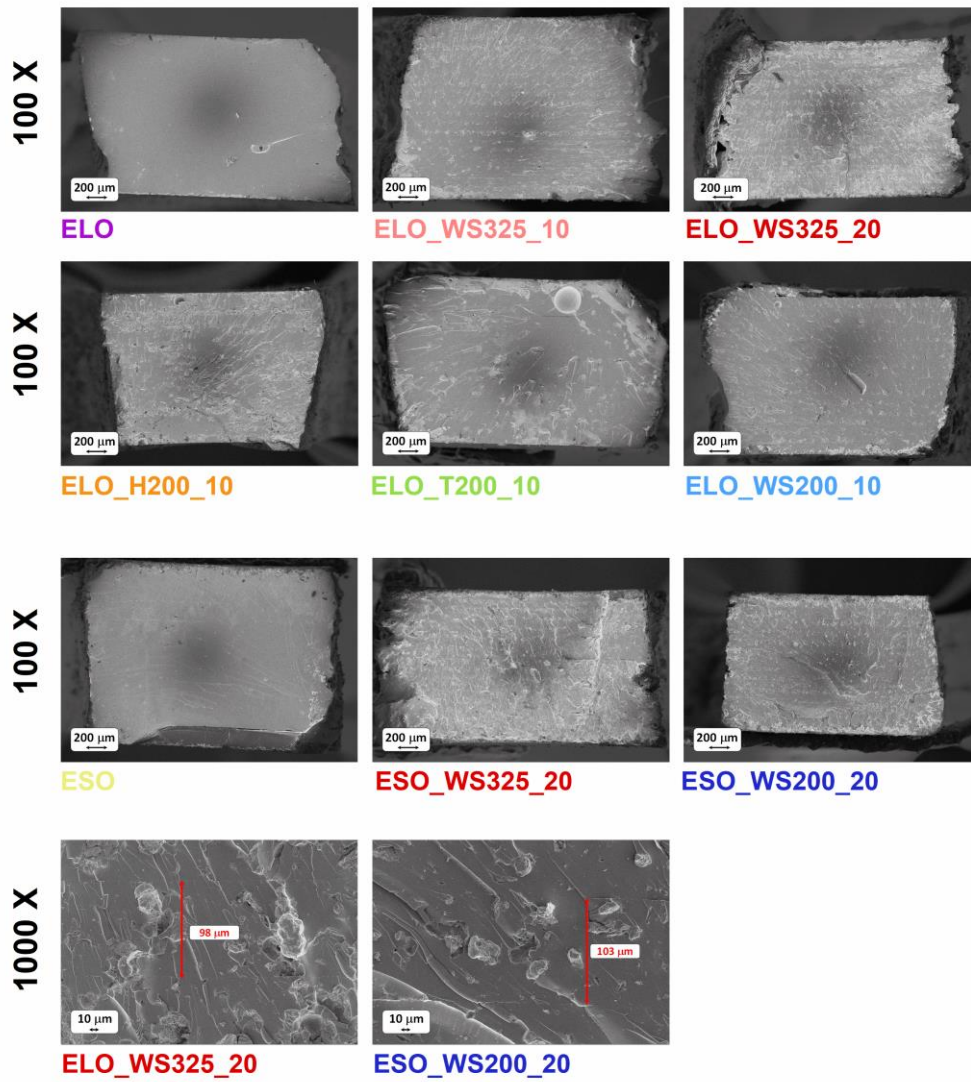 100 X
200 µm
200 µm
200 µm
ELO
ELO_WS325_10
ELO_WS325_20
100 X
200 µm
200 µm
200 µm
ELO_H200_10
ELO_T200_10
ELO_WS200_10
100 X
200 µm
200 µm
200 µm
ESO
ESO_WS325_20
ESO_WS200_20
1000 X
98 µm
103 µm
10 µm
10 µm
ELO_WS325_20
ESO_WS200_20